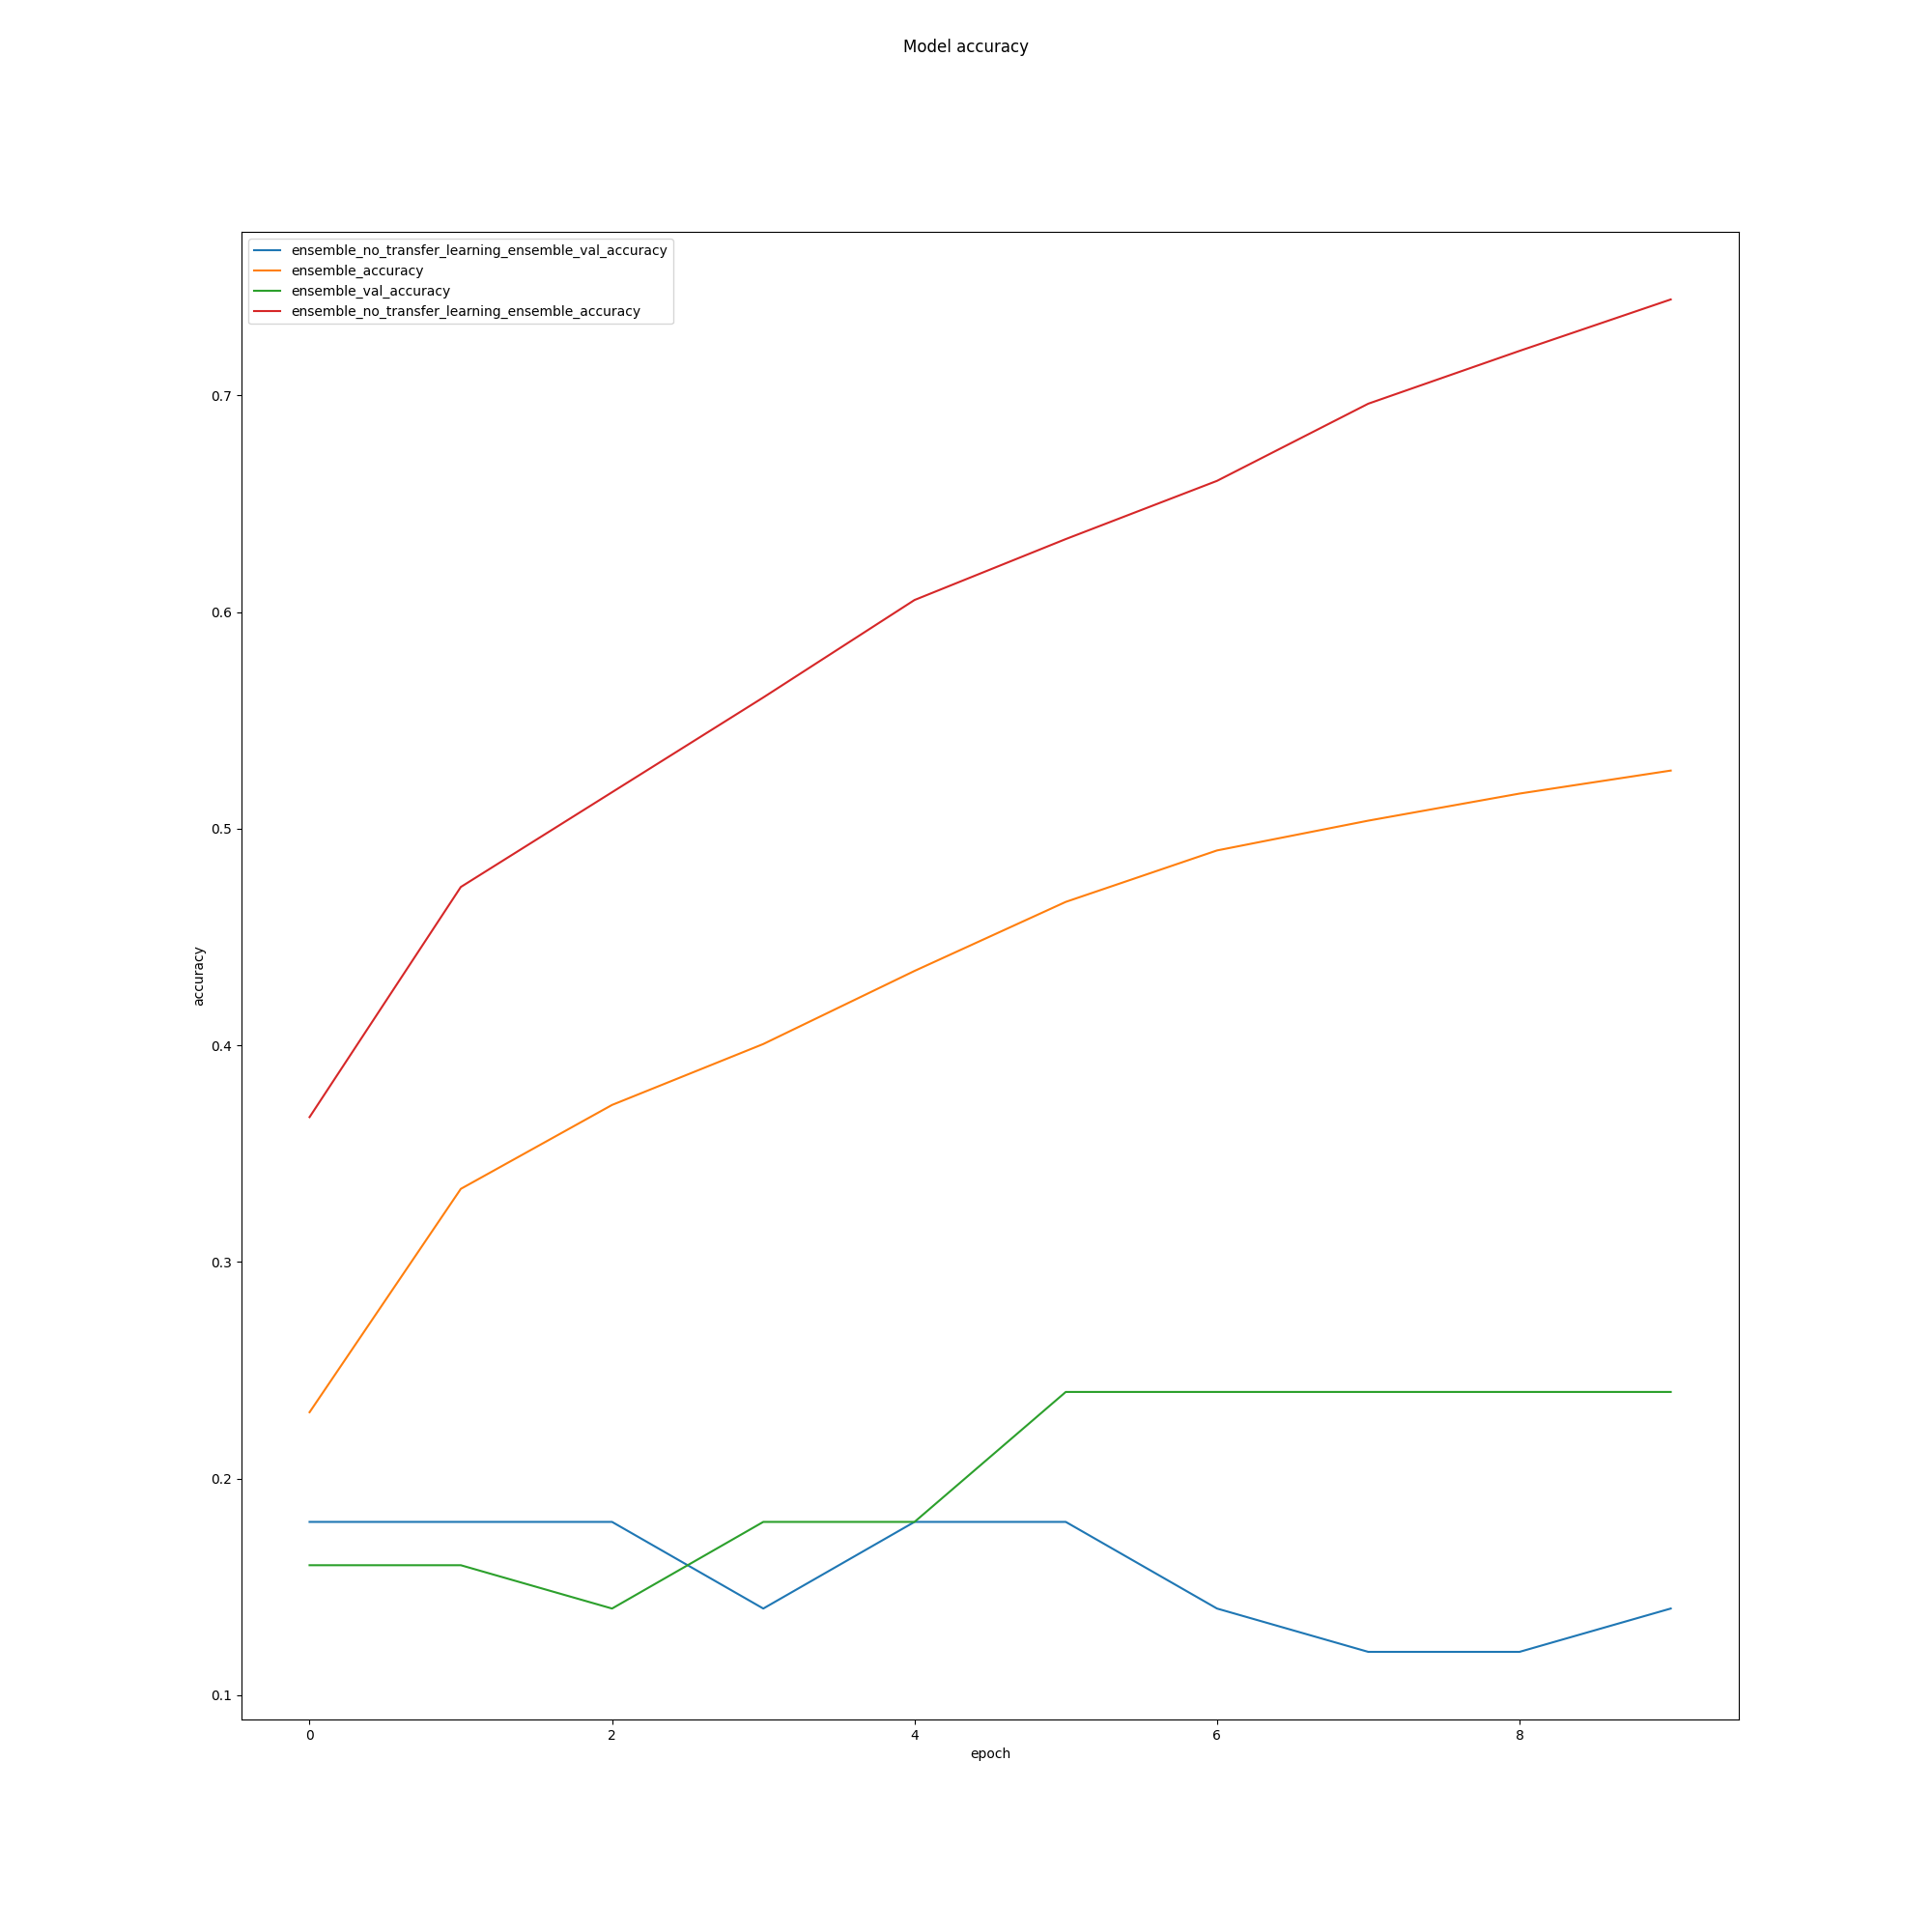 Model accuracy
ensemble_no_transfer_learning_ensemble_val_accuracy
ensemble_accuracy
ensemble_val_accuracy
ensemble_no_transfer_learning_ensemble_accuracy
0.7
0.6
0.5
0.4
0.3
0.2
0.1
accuracy
0 2 4 6 8
epoch